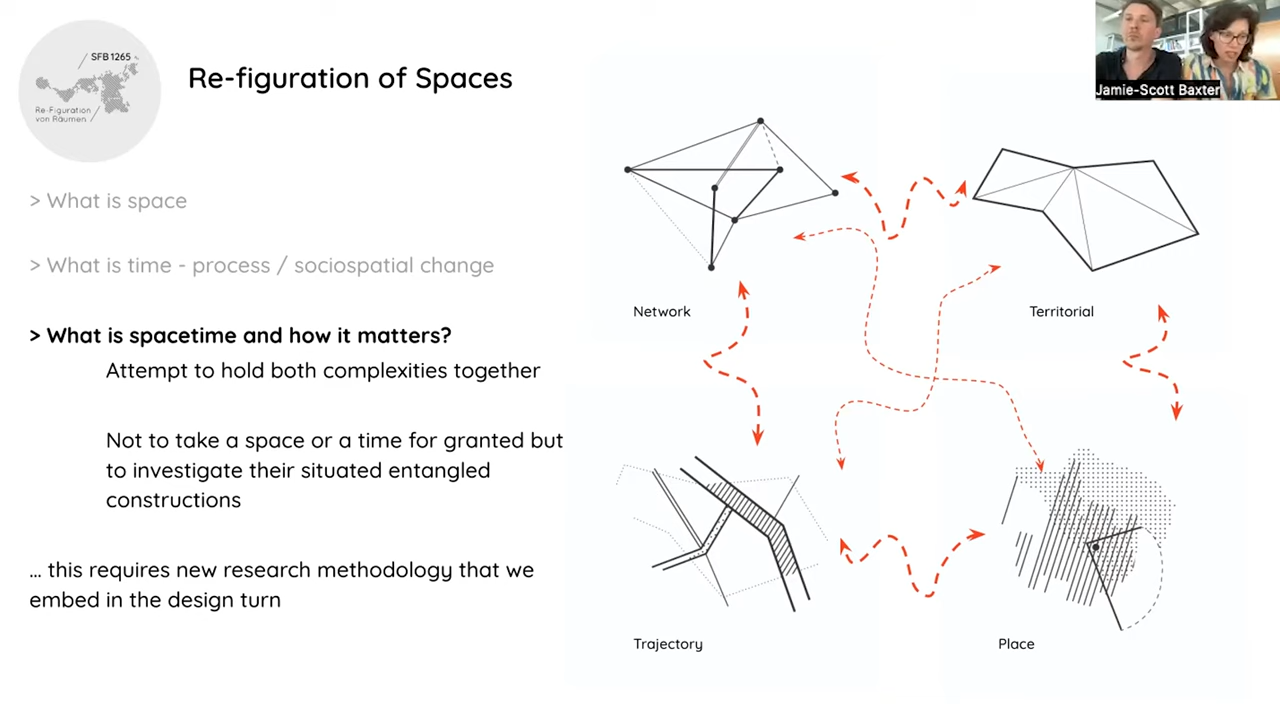 SFB 1265
Re-Figuration
von Räumen
Re-figuration of Spaces
Jamie-Scott Baxter
> What is space
> What is time - process / sociospatial change
> What is spacetime and how it matters?
Attempt to hold both complexities together
Not to take a space or a time for granted but
to investigate their situated entangled
constructions
... this requires new research methodology that we
embed in the design turn
Network
Territorial
Trajectory
Place